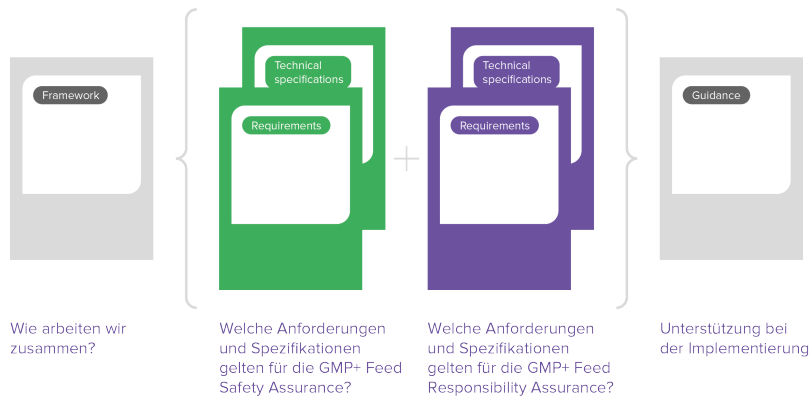 Framework
Technical
specifications
Requirements
Technical
specifications
Requirements
Guidance
Wie arbeiten wir
zusammen?
Welche Anforderungen
und Spezifikationen
gelten für die GMP+ Feed
Safety Assurance?
Welche Anforderungen
und Spezifikationen
gelten für die GMP+ Feed
Responsibility Assurance?
Unterstützung bei
der Implementierung